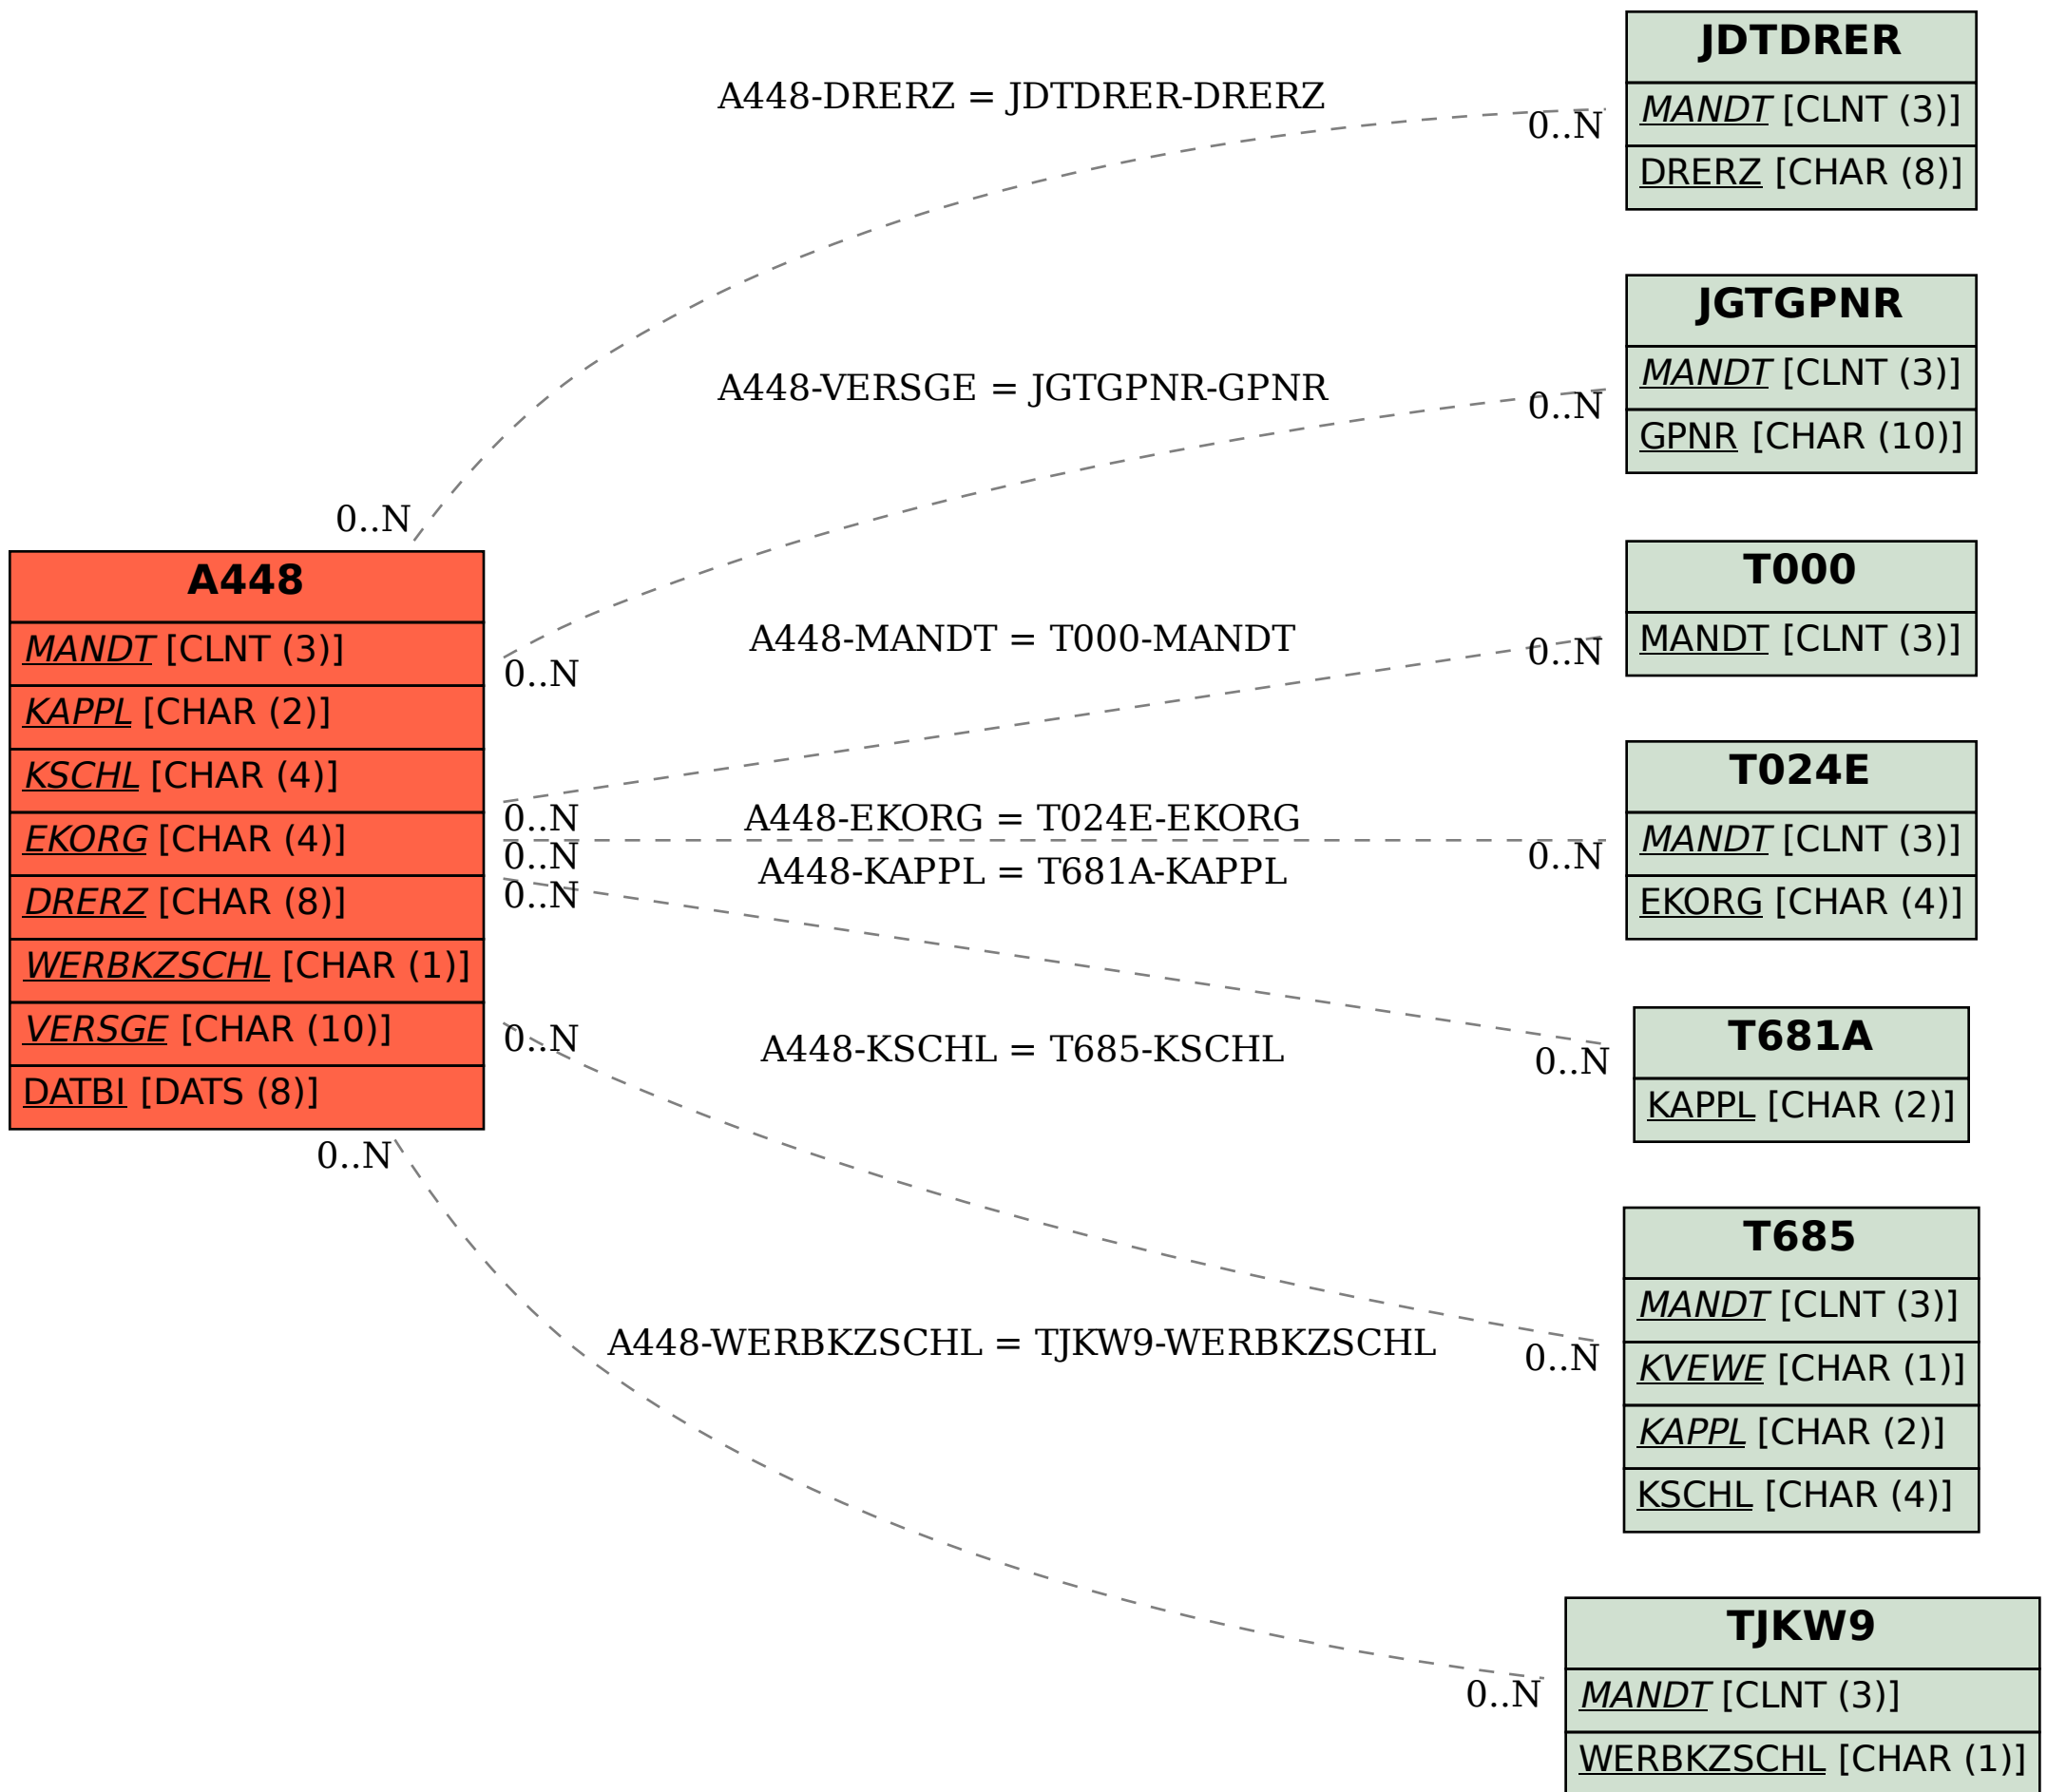 JDTDRER
MANDT [CLNT (3)]
DRERZ [CHAR (8)]
A448-DRERZ = JDTDRER-DRERZ
0..N
0..N
JGTGPNR
MANDT [CLNT (3)]
GPNR [CHAR (10)]
A448-VERSGE = JGTGPNR-GPNR
0..N
0..N
A448
MANDT [CLNT (3)]
KAPPL [CHAR (2)]
KSCHL [CHAR (4)]
EKORG [CHAR (4)]
DRERZ [CHAR (8)]
WERBKZSCHL [CHAR (1)]
VERSGE [CHAR (10)]
DATBI [DATS (8)]
T000
MANDT [CLNT (3)]
A448-MANDT = T000-MANDT
0..N
0..N
T024E
MANDT [CLNT (3)]
EKORG [CHAR (4)]
A448-EKORG = T024E-EKORG
0..N
0..N
T681A
KAPPL [CHAR (2)]
A448-KAPPL = T681A-KAPPL
0..N
0..N
T685
MANDT [CLNT (3)]
KVEWE [CHAR (1)]
KAPPL [CHAR (2)]
KSCHL [CHAR (4)]
A448-KSCHL = T685-KSCHL
0..N
0..N
TJKW9
MANDT [CLNT (3)]
WERBKZSCHL [CHAR (1)]
A448-WERBKZSCHL = TJKW9-WERBKZSCHL
0..N
0..N